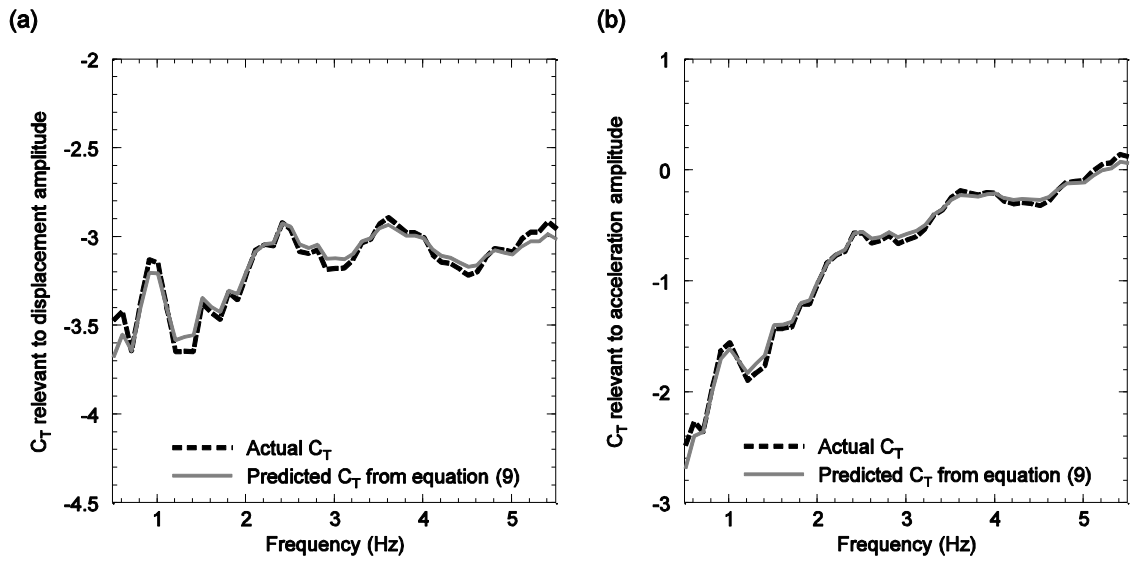 (a)
(b)
C_T relevant to displacement amplitude
-2
-2.5
-3
-3.5
-4
-4.5
1
2
3
4
5
Frequency (Hz)
Actual C_T
Predicted C_T from equation (9)
C_T relevant to acceleration amplitude
1
0
-1
-2
-3
1
2
3
4
5
Frequency (Hz)
Actual C_T
Predicted C_T from equation (9)